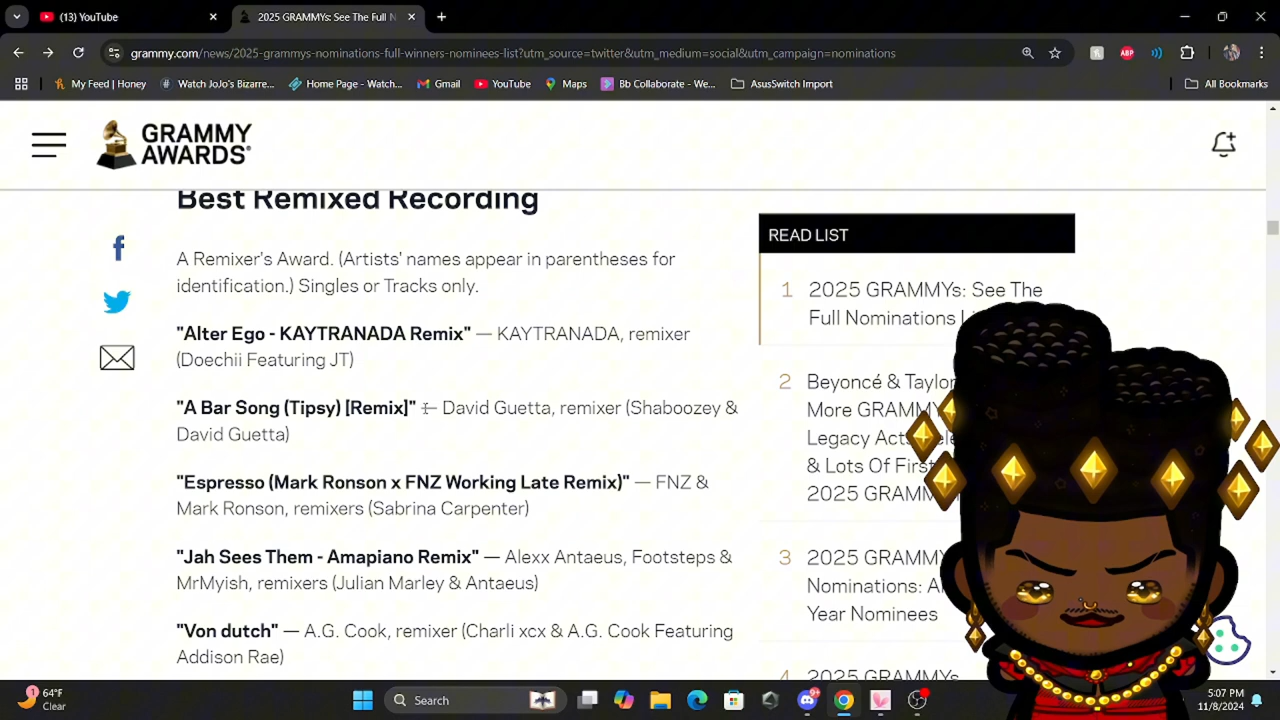 (13) YouTube
2025 GRAMMYs: See The Full N
grammy.com/news/2025-grammys-nominations-full-winners-nominees-list?utm_source=twitter&utm_medium=social&utm_campaign=nominations
ABP
My Feed | Honey
Watch JoJo's Bizarre...
Home Page - Watch...
Gmail
YouTube
Maps
Bb Collaborate - We...
AsusSwitch Import
All Bookmarks
GRAMMY
AWARDS
Best Remixed Recording
A Remixer's Award. (Artists' names appear in parentheses for
identification.) Singles or Tracks only.
"Alter Ego - KAYTRANADA Remix" — KAYTRANADA, remixer
(Doechii Featuring JT)
"A Bar Song (Tipsy) [Remix]" — David Guetta, remixer (Shaboozey &
David Guetta)
"Espresso (Mark Ronson x FNZ Working Late Remix)" — FNZ &
Mark Ronson, remixers (Sabrina Carpenter)
"Jah Sees Them - Amapiano Remix" — Alexx Antaeus, Footsteps &
MrMyish, remixers (Julian Marley & Antaeus)
"Von dutch" — A.G. Cook, remixer (Charli xcx & A.G. Cook Featuring
Addison Rae)
READ LIST
1 2025 GRAMMYs: See The
Full Nominations
2 Beyoncé & Taylor
More GRAMMY
Legacy Act
& Lots Of First
2025 GRAMM
3 2025 GRAMMY
Nominations:
Year Nominees
4 2025 GRAMMYs
1
64°F
Clear
Search
5:07 PM
11/8/2024